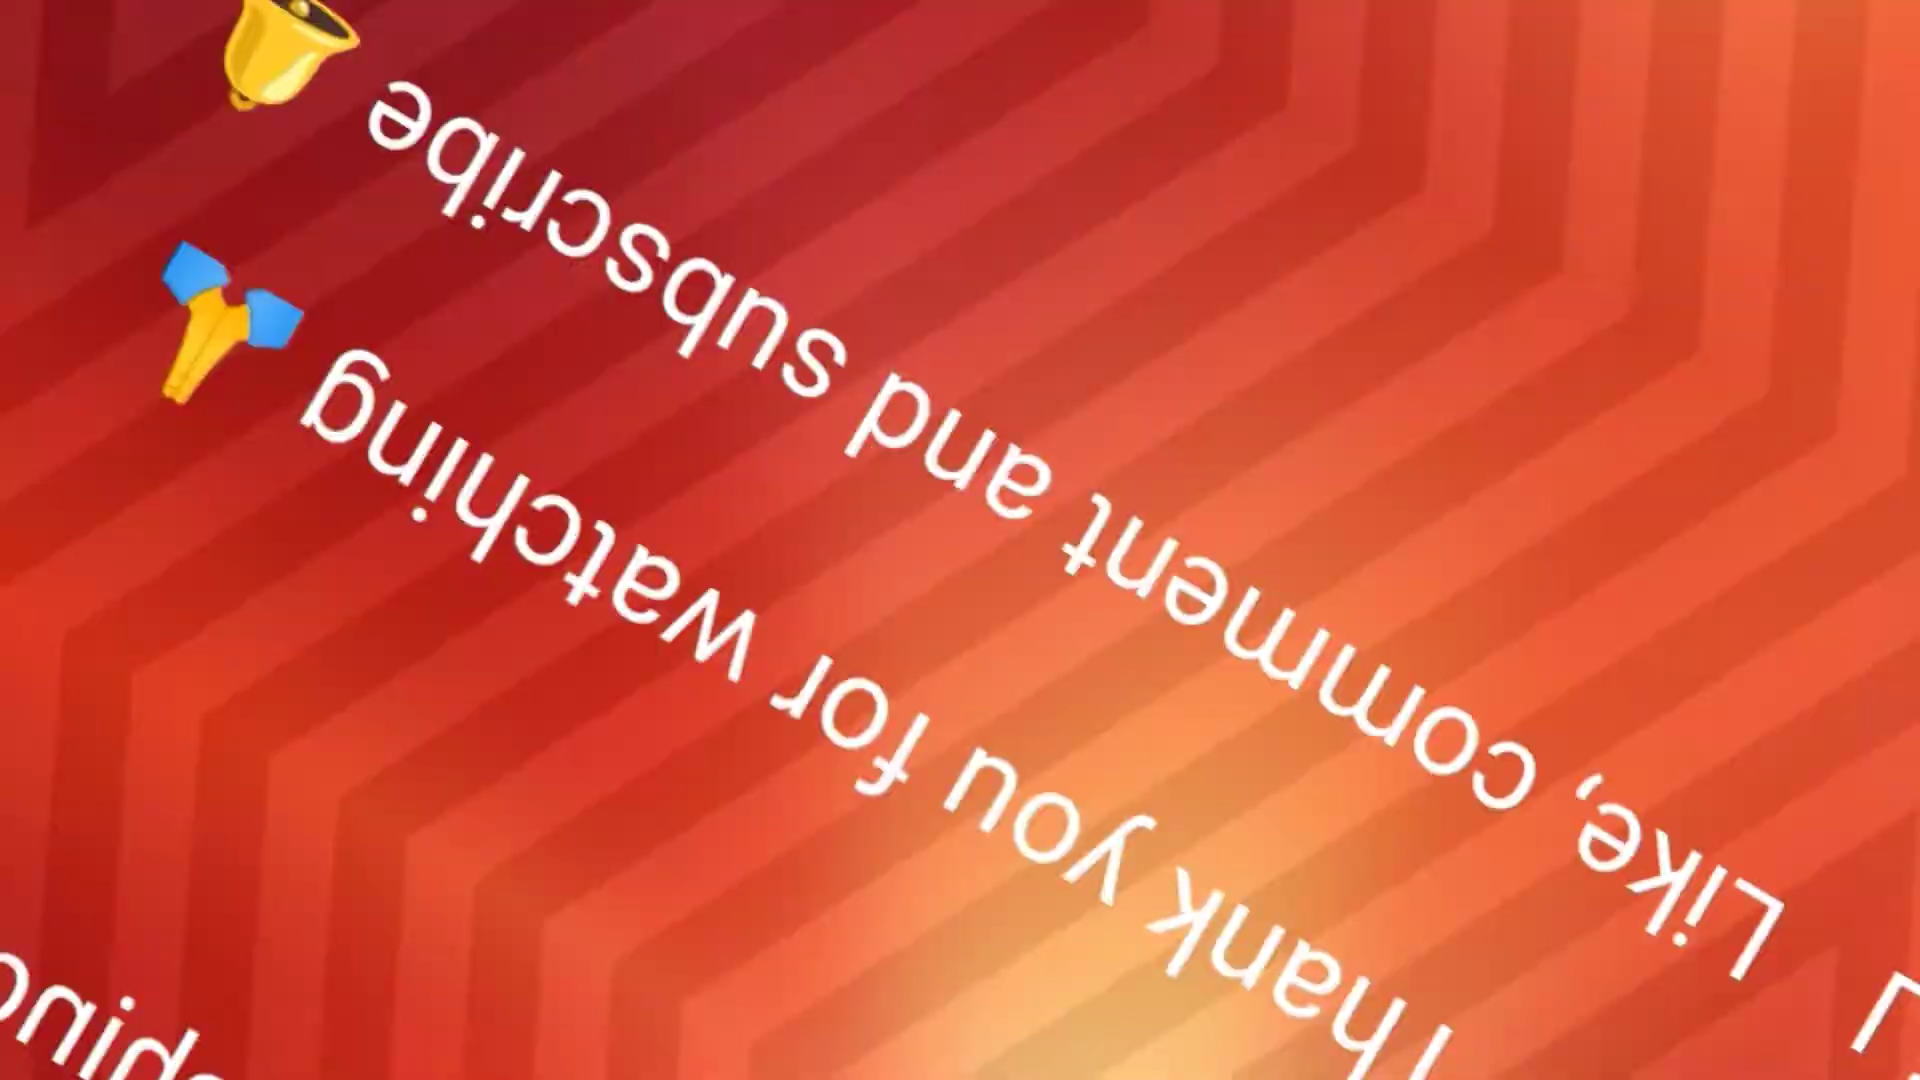 Thank you for watching 🙏
Like, comment and subscribe 🔔